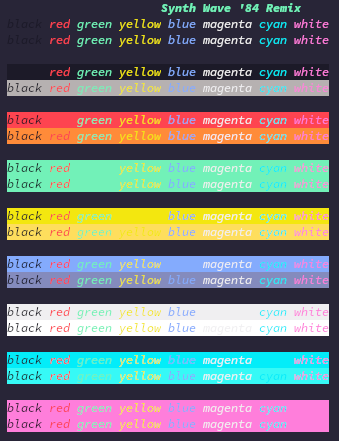 Synth Wave '84 Remix
black red green yellow blue magenta cyan white
black red green yellow blue magenta cyan white
red green yellow blue magenta cyan white
black red green yellow blue magenta cyan white
black green yellow blue magenta cyan white
black red green yellow blue magenta cyan white
black red yellow blue magenta cyan white
black red yellow blue magenta cyan white
black red green blue magenta cyan white
black red green yellow blue magenta cyan white
black red green yellow magenta cyan white
black red green yellow blue magenta cyan white
black red green yellow blue cyan white
black red green yellow blue magenta cyan white
black red green yellow blue magenta white
black red green yellow blue magenta cyan white
black red green yellow blue magenta cyan
black red green yellow blue magenta cyan